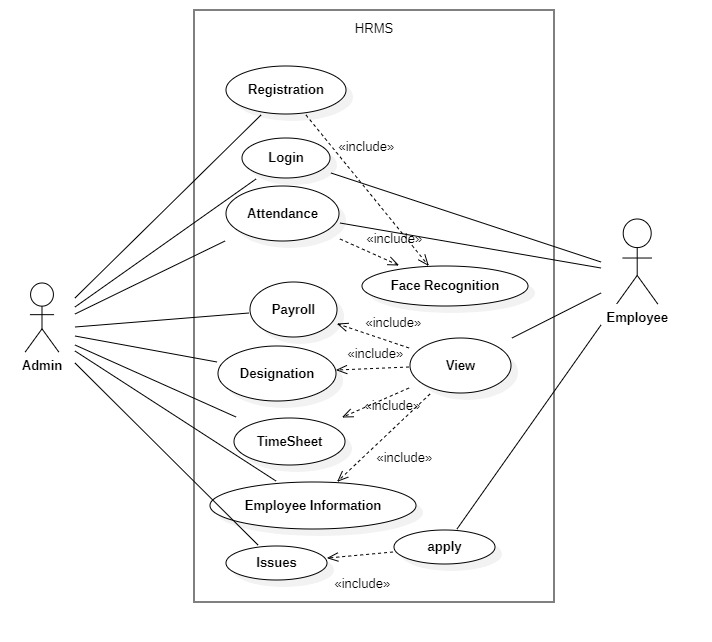 HRMS
Registration
«include»
Login
Attendance
«include»
Face Recognition
Payroll
«include»
Employee
Admin
«include»
View
Designation
«include»
TimeSheet
«include»
Employee Information
apply
Issues
«include»